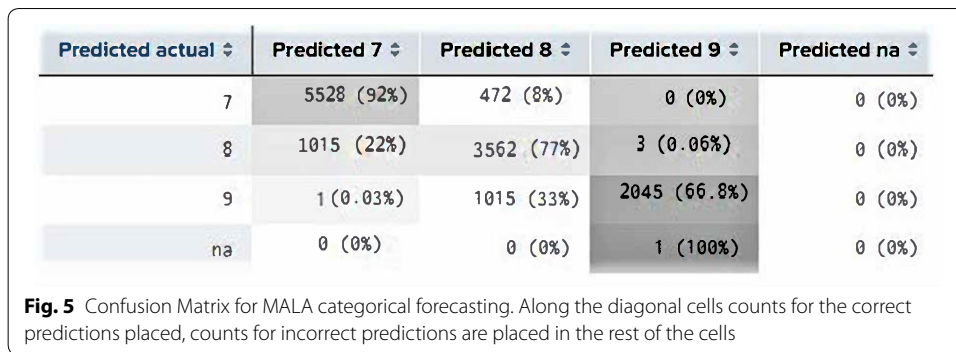 Predicted actual Predicted 7 Predicted 8 Predicted 9 Predicted na
7 5528 (92%) 472 (8%) 0 (0%) 0 (0%)
8 1015 (22%) 3562 (77%) 3 (0.06%) 0 (0%)
9 1(0.03%) 1015 (33%) 2045 (66.8%) 0 (0%)
na 0 (0%) 0 (0%) 1 (100%) 0 (0%)
Fig. 5 Confusion Matrix for MALA categorical forecasting. Along the diagonal cells counts for the correct
predictions placed, counts for incorrect predictions are placed in the rest of the cells